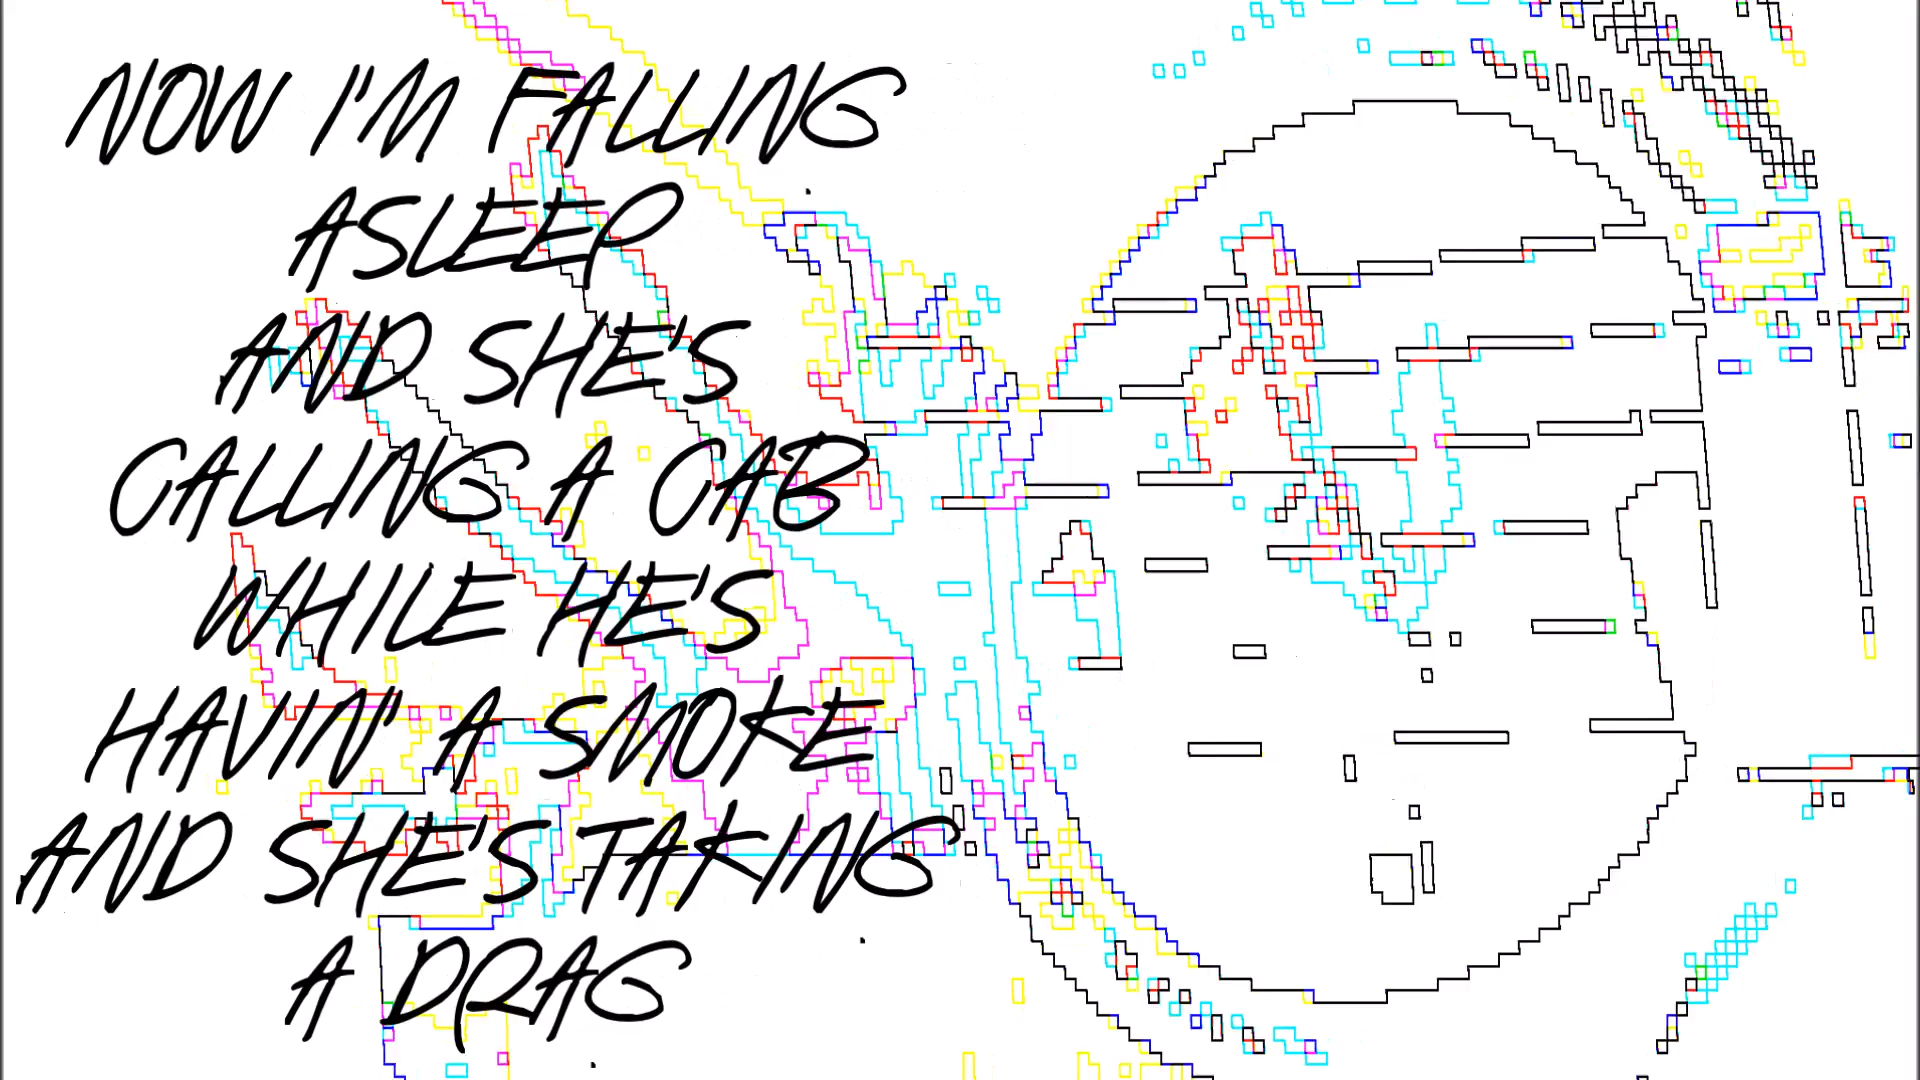 NOW I'M FALLING
ASLEEP
AND SHE'S
CALLING A CAB
WHILE HE'S
HAVIN' A SMOKE
AND SHE'S TAKING
A DRAG